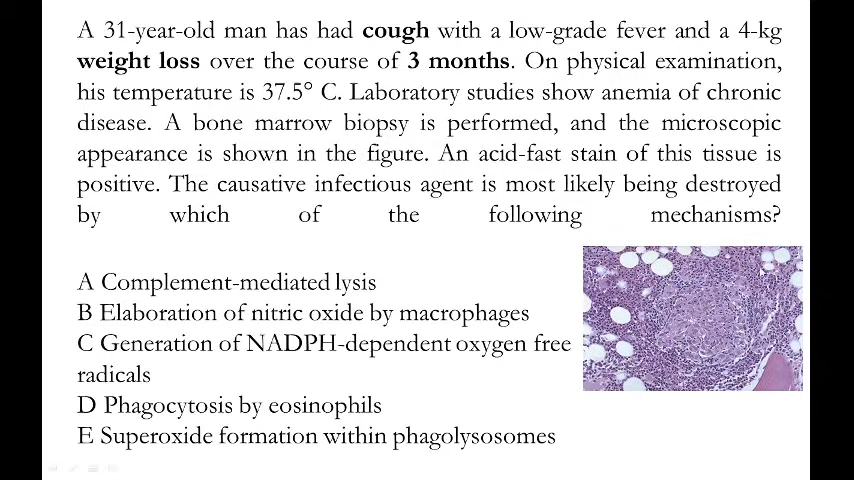 A 31-year-old man has had cough with a low-grade fever and a 4-kg
weight loss over the course of 3 months. On physical examination,
his temperature is 37.5° C. Laboratory studies show anemia of chronic
disease. A bone marrow biopsy is performed, and the microscopic
appearance is shown in the figure. An acid-fast stain of this tissue is
positive. The causative infectious agent is most likely being destroyed
by which of the following mechanisms?
A Complement-mediated lysis
B Elaboration of nitric oxide by macrophages
C Generation of NADPH-dependent oxygen free
radicals
D Phagocytosis by eosinophils
E Superoxide formation within phagolysosomes